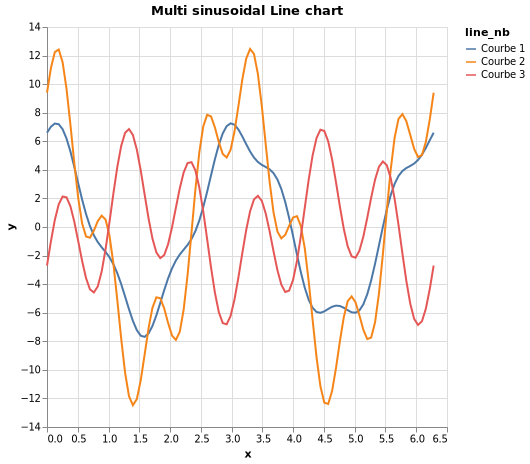 Multi sinusoidal Line chart
line_nb
Courbe 1
Courbe 2
Courbe 3
y
14
12
10
8
6
4
2
0
−2
−4
−6
−8
−10
−12
−14
0.0 0.5 1.0 1.5 2.0 2.5 3.0 3.5 4.0 4.5 5.0 5.5 6.0 6.5
x